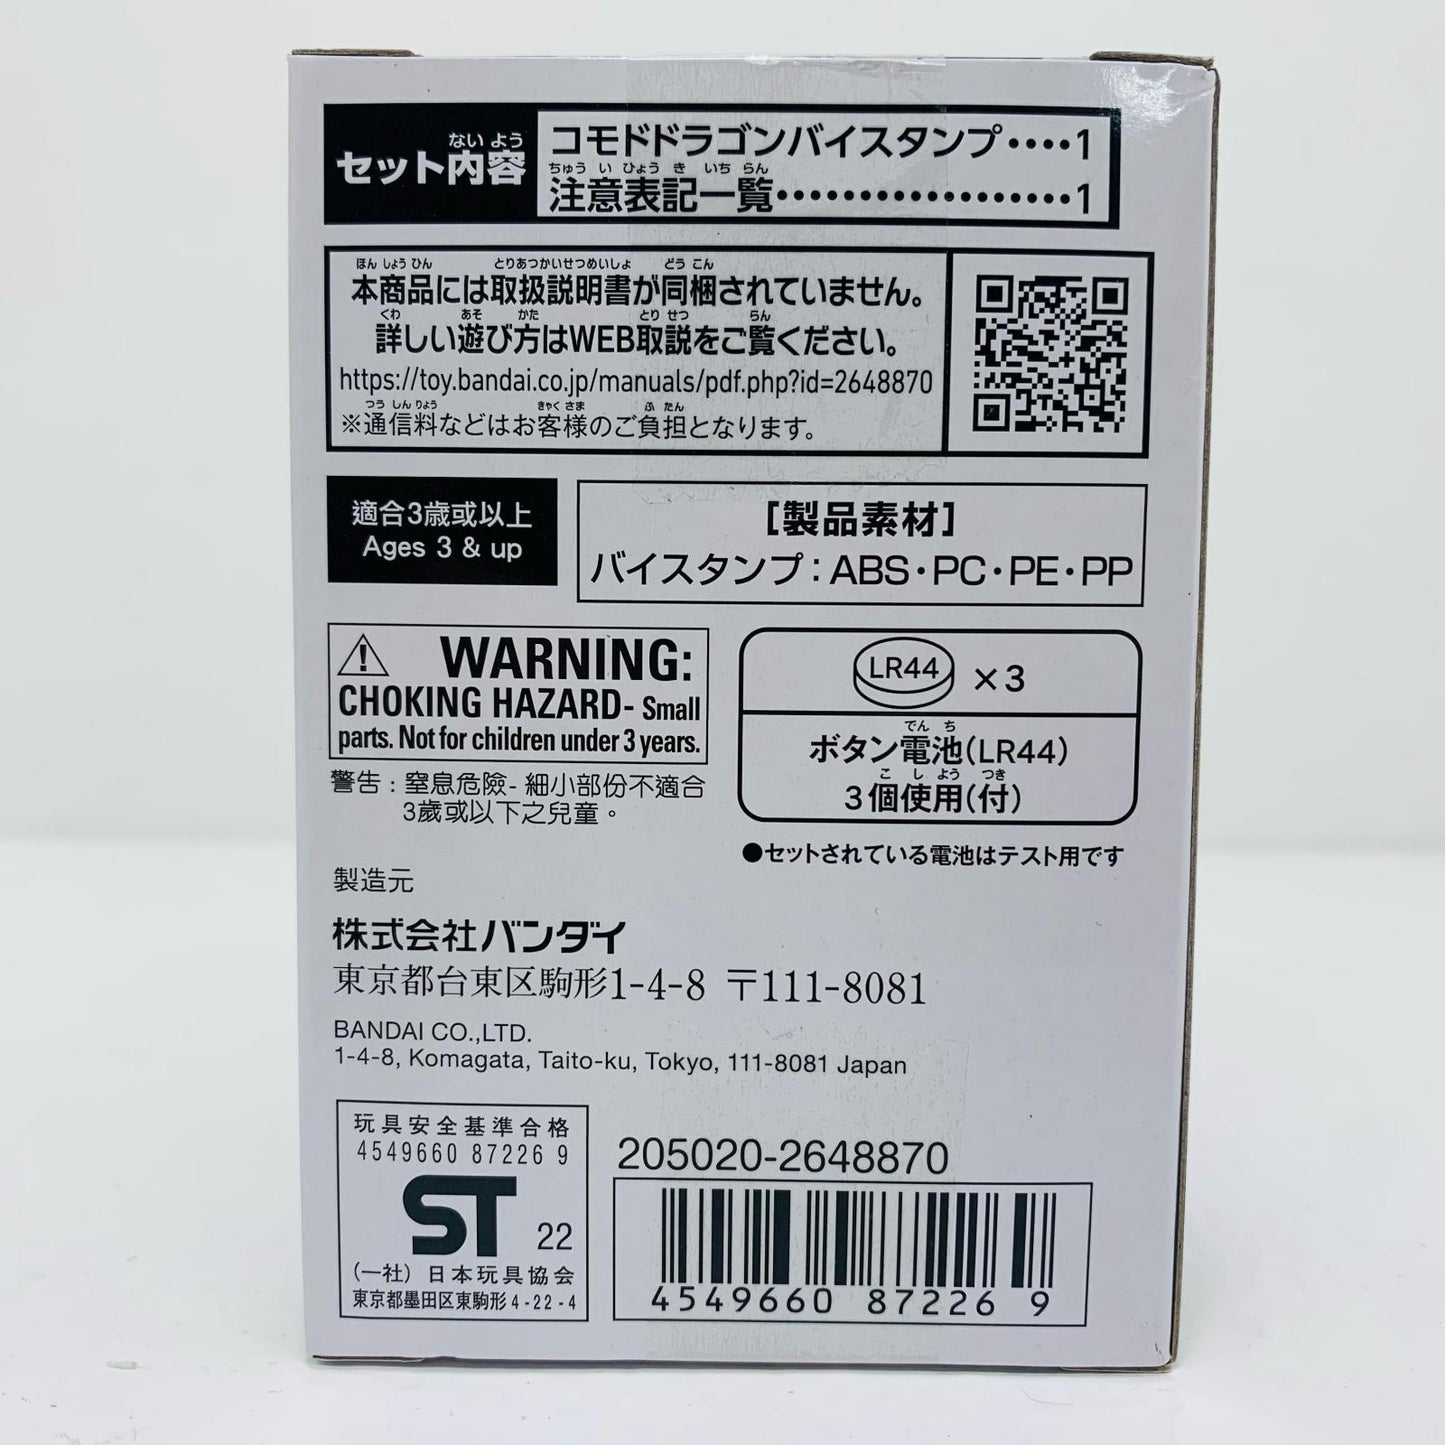 セット内容
ないよう
コモドドラゴンバイスタンプ‥‥1
ちゅういひょうきいちらん
注意表記一覧‥‥‥‥‥‥‥‥‥1
ほんしょうひん とりあつかいせつめいしょ どうこん
本商品には取扱説明書が同梱されていません。
くわ あそ かた とりせつ らん
詳しい遊び方はWEB取説をご覧ください。
https://toy.bandai.co.jp/manuals/pdf.php?id=2648870
つうしんりょう きゃくさま ふたん
※通信料などはお客様のご負担となります。
適合3歲或以上
Ages 3 & up
[製品素材]
バイスタンプ：ABS・PC・PE・PP
WARNING:
CHOKING HAZARD- Small
parts. Not for children under 3 years.
警告：窒息危險- 細小部份不適合
3歲或以下之兒童。
LR44 ×3
でんち
ボタン電池(LR44)
こしよう つき
3個使用(付)
●セットされている電池はテスト用です
製造元
株式会社バンダイ
東京都台東区駒形1-4-8 〒111-8081
BANDAI CO.,LTD.
1-4-8, Komagata, Taito-ku, Tokyo, 111-8081 Japan
玩具安全基準合格
4549660 87226 9
ST 22
(一社) 日本玩具協会
東京都墨田区東駒形4-22-4
205020-2648870
4549660 87226 9